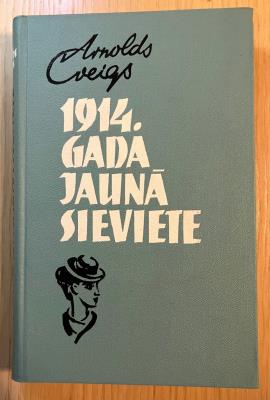 Arnolds
Cveigs
1914.
GADA
JAUNĀ
SIEVIETE